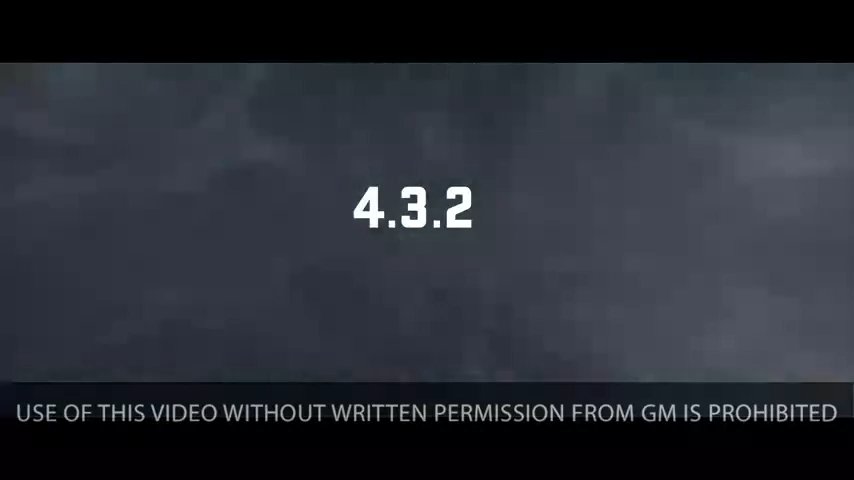 4.3.2
USE OF THIS VIDEO WITHOUT WRITTEN PERMISSION FROM GM IS PROHIBITED